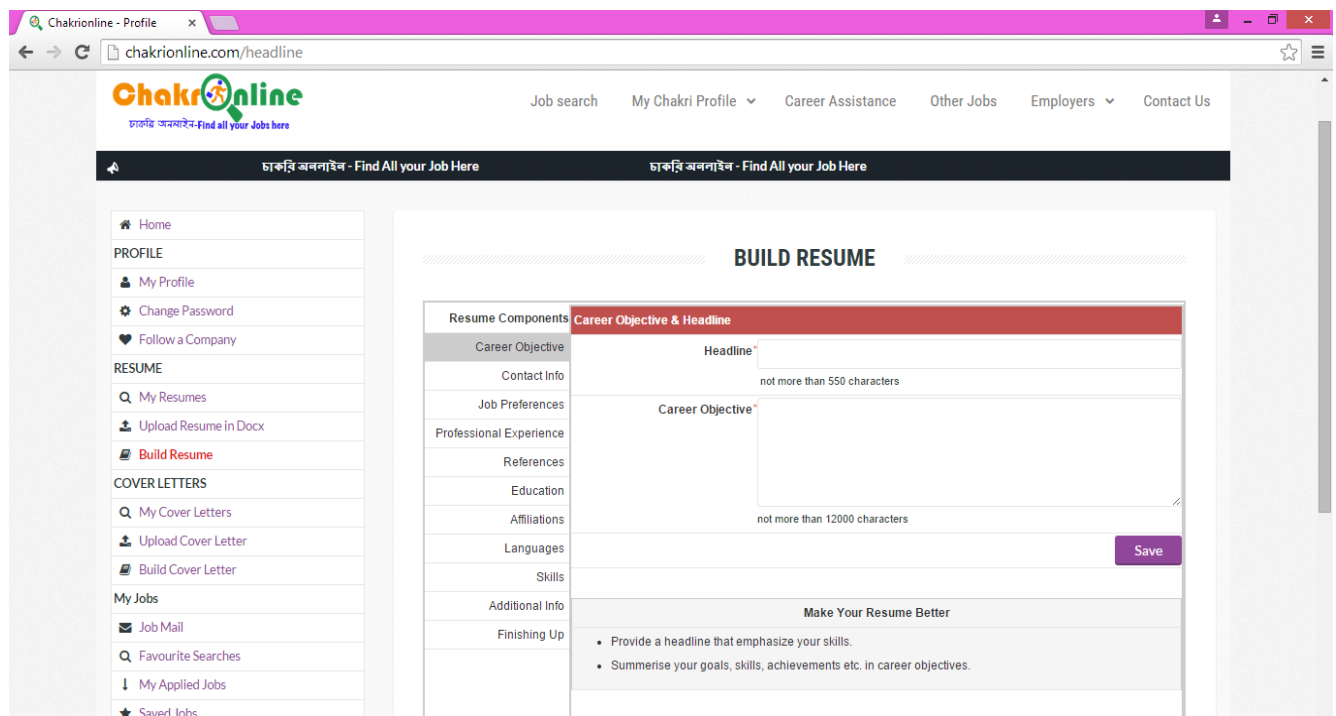 Chakrionline - Profile
chakrionline.com/headline
Chakr nline
চাকরি অনলাইন-Find all your Jobs here
Job search My Chakri Profile Career Assistance Other Jobs Employers Contact Us
চাকরি অনলাইন - Find All your Job Here চাকরি অনলাইন - Find All your Job Here
Home
PROFILE
My Profile
Change Password
Follow a Company
RESUME
My Resumes
Upload Resume in Docx
Build Resume
COVER LETTERS
My Cover Letters
Upload Cover Letter
Build Cover Letter
My Jobs
Job Mail
Favourite Searches
My Applied Jobs
Saved Jobs
BUILD RESUME
Resume Components
Career Objective
Contact Info
Job Preferences
Professional Experience
References
Education
Affiliations
Languages
Skills
Additional Info
Finishing Up
Career Objective & Headline
Headline*
not more than 550 characters
Career Objective*
not more than 12000 characters
Save
Make Your Resume Better
• Provide a headline that emphasize your skills.
• Summerise your goals, skills, achievements etc. in career objectives.